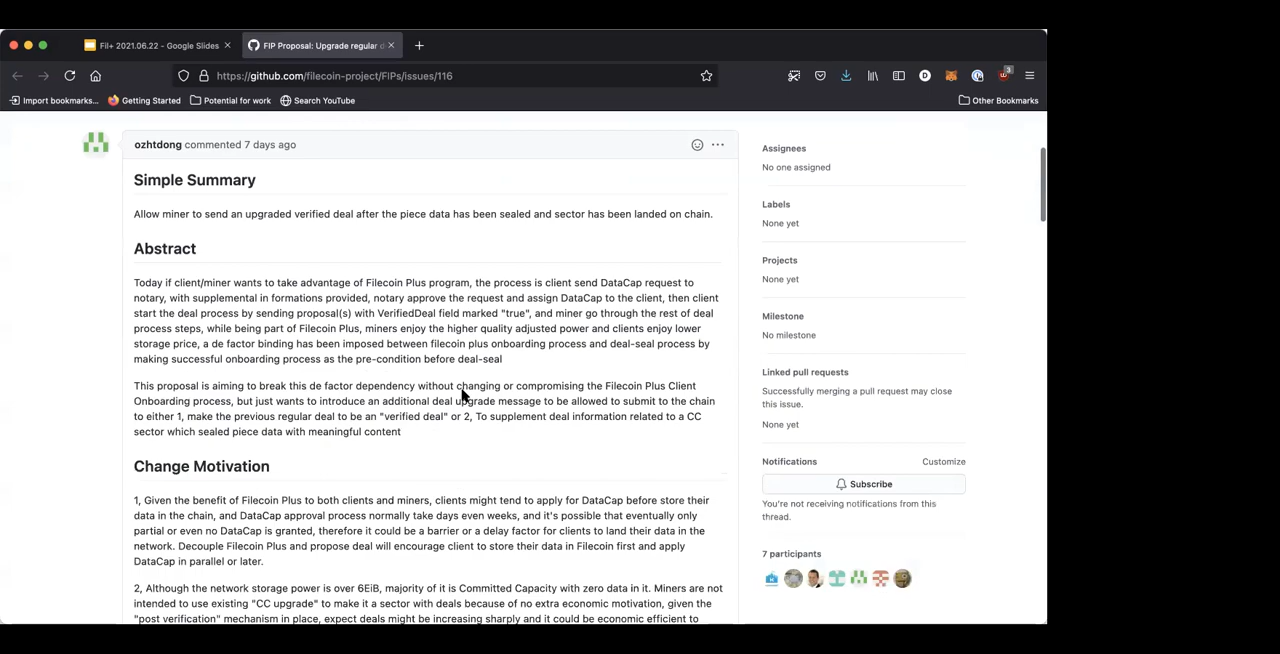 Fil+ 2021.06.22 - Google Slides
FIP Proposal: Upgrade regular d
https://github.com/filecoin-project/FIPs/issues/116
3
Import bookmarks...
Getting Started
Potential for work
Search YouTube
Other Bookmarks
ozhtdong commented 7 days ago
Simple Summary
Allow miner to send an upgraded verified deal after the piece data has been sealed and sector has been landed on chain.
Abstract
Today if client/miner wants to take advantage of Filecoin Plus program, the process is client send DataCap request to
notary, with supplemental in formations provided, notary approve the request and assign DataCap to the client, then client
start the deal process by sending proposal(s) with VerifiedDeal field marked "true", and miner go through the rest of deal
process steps, while being part of Filecoin Plus, miners enjoy the higher quality adjusted power and clients enjoy lower
storage price, a de factor binding has been imposed between filecoin plus onboarding process and deal-seal process by
making successful onboarding process as the pre-condition before deal-seal
This proposal is aiming to break this de factor dependency without changing or compromising the Filecoin Plus Client
Onboarding process, but just wants to introduce an additional deal upgrade message to be allowed to submit to the chain
to either 1, make the previous regular deal to be an "verified deal" or 2, To supplement deal information related to a CC
sector which sealed piece data with meaningful content
Change Motivation
1, Given the benefit of Filecoin Plus to both clients and miners, clients might tend to apply for DataCap before store their
data in the chain, and DataCap approval process normally take days even weeks, and it's possible that eventually only
partial or even no DataCap is granted, therefore it could be a barrier or a delay factor for clients to land their data in the
network. Decouple Filecoin Plus and propose deal will encourage client to store their data in Filecoin first and apply
DataCap in parallel or later.
2, Although the network storage power is over 6EiB, majority of it is Committed Capacity with zero data in it. Miners are not
intended to use existing "CC upgrade" to make it a sector with deals because of no extra economic motivation, given the
"post verification" mechanism in place, expect deals might be increasing sharply and it could be economic efficient to
Assignees
No one assigned
Labels
None yet
Projects
None yet
Milestone
No milestone
Linked pull requests
Successfully merging a pull request may close
this issue.
None yet
Notifications
Customize
Subscribe
You're not receiving notifications from this
thread.
7 participants